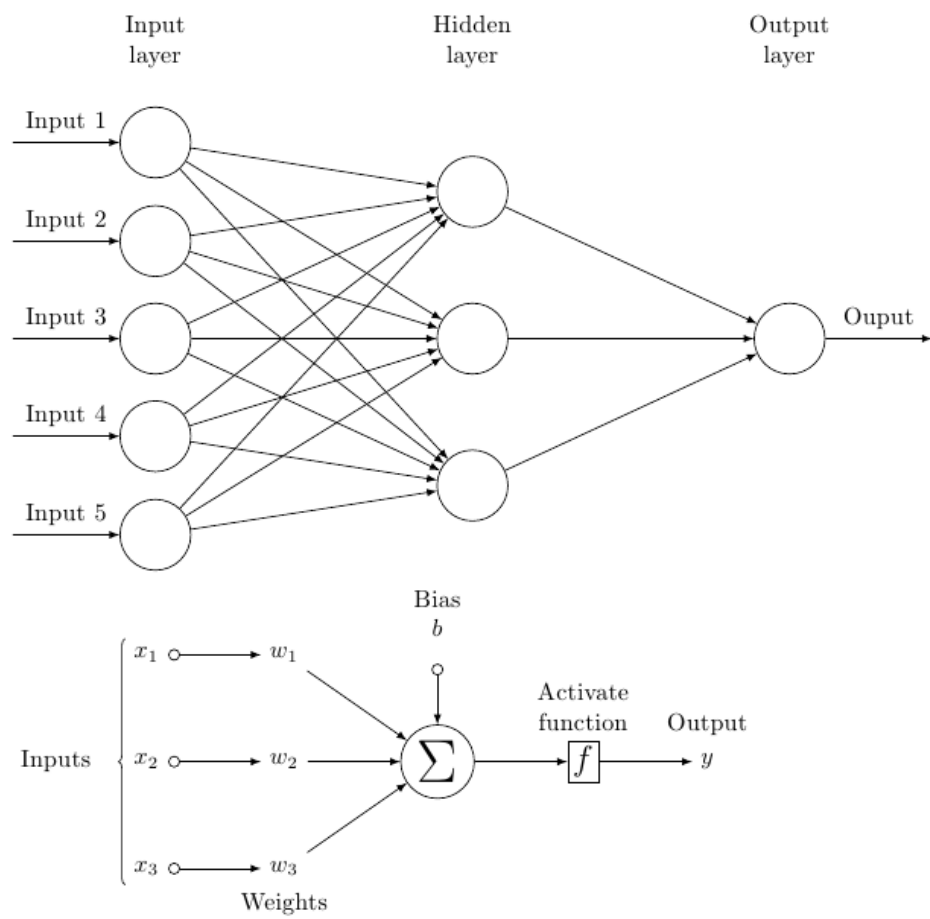 Input
layer
Hidden
layer
Output
layer
Input 1
Input 2
Input 3
Ouput
Input 4
Input 5
Bias
b
x₁ w₁
Activate
function
Output
Inputs x₂ w₂ Σ f y
x₃ w₃
Weights